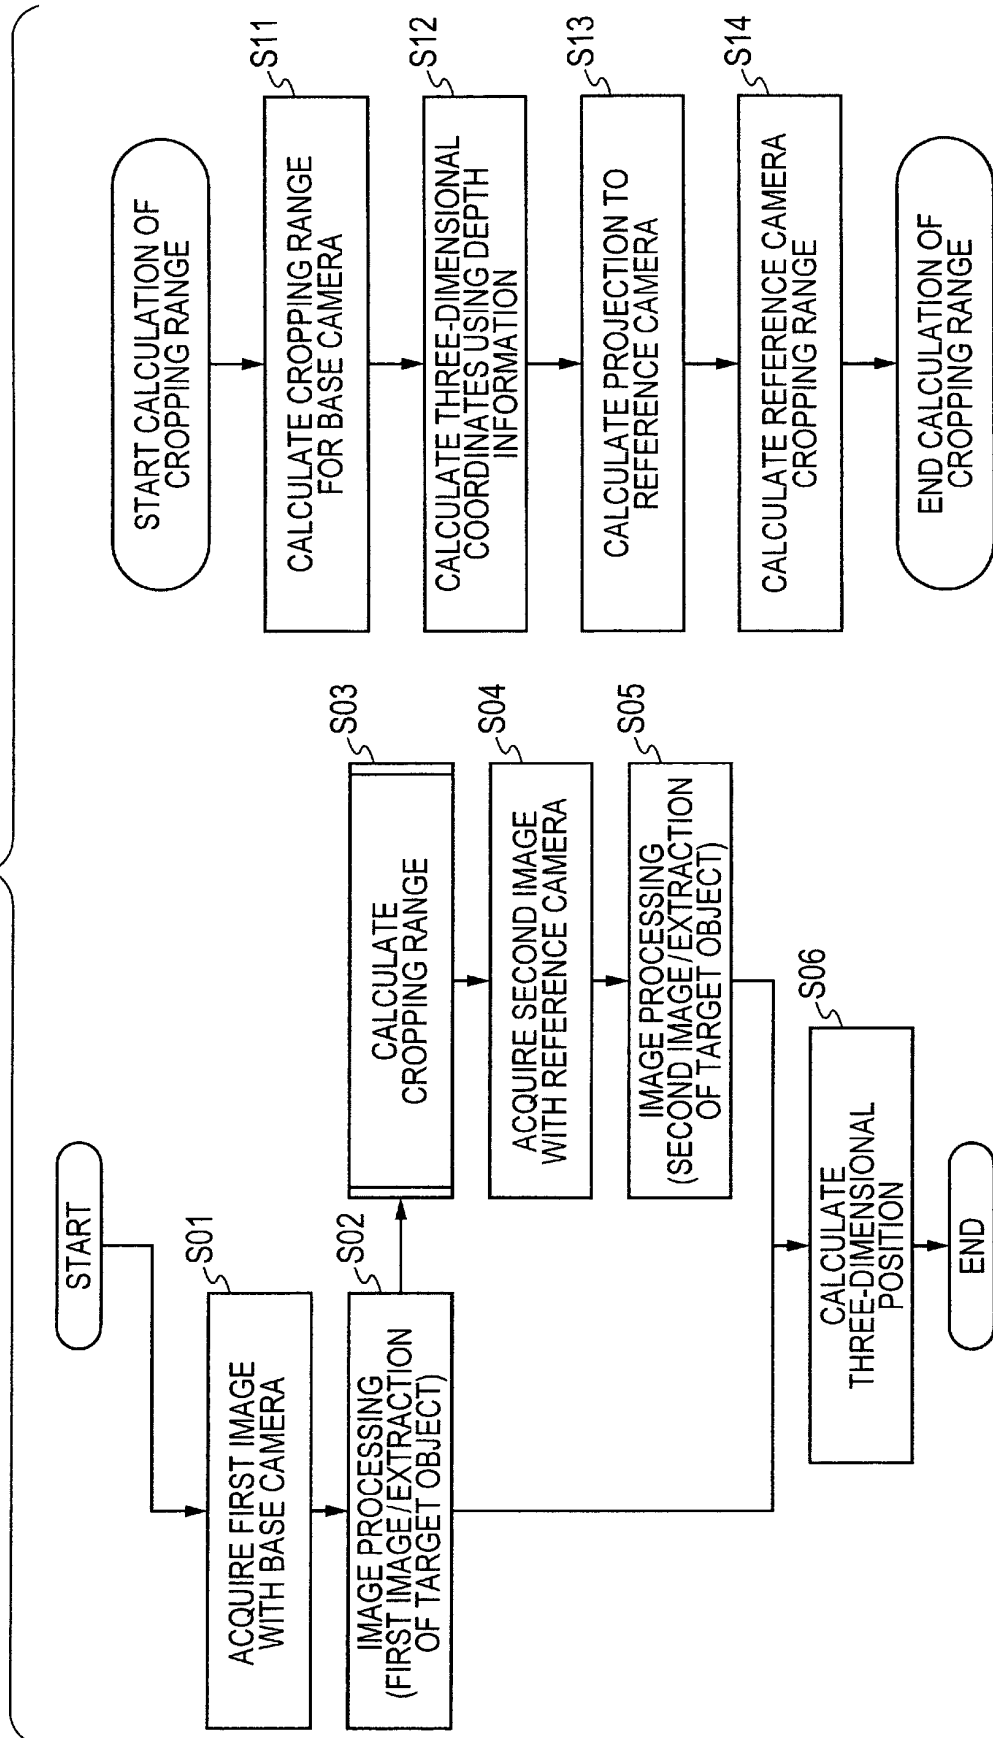 START
S01
ACQUIRE FIRST IMAGE
WITH BASE CAMERA
S02
IMAGE PROCESSING
(FIRST IMAGE/EXTRACTION
OF TARGET OBJECT)
S03
CALCULATE
CROPPING RANGE
S04
ACQUIRE SECOND IMAGE
WITH REFERENCE CAMERA
S05
IMAGE PROCESSING
(SECOND IMAGE/EXTRACTION
OF TARGET OBJECT)
S06
CALCULATE
THREE-DIMENSIONAL
POSITION
END
START CALCULATION OF
CROPPING RANGE
S11
CALCULATE CROPPING RANGE
FOR BASE CAMERA
S12
CALCULATE THREE-DIMENSIONAL
COORDINATES USING DEPTH
INFORMATION
S13
CALCULATE PROJECTION TO
REFERENCE CAMERA
S14
CALCULATE REFERENCE CAMERA
CROPPING RANGE
END CALCULATION OF
CROPPING RANGE